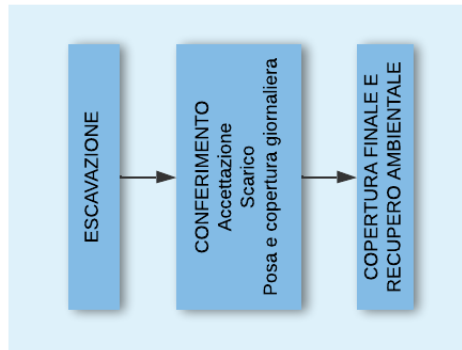 ESCAVAZIONE
CONFERIMENTO
Accettazione
Scarico
Posa e copertura giornaliera
COPERTURA FINALE E
RECUPERO AMBIENTALE